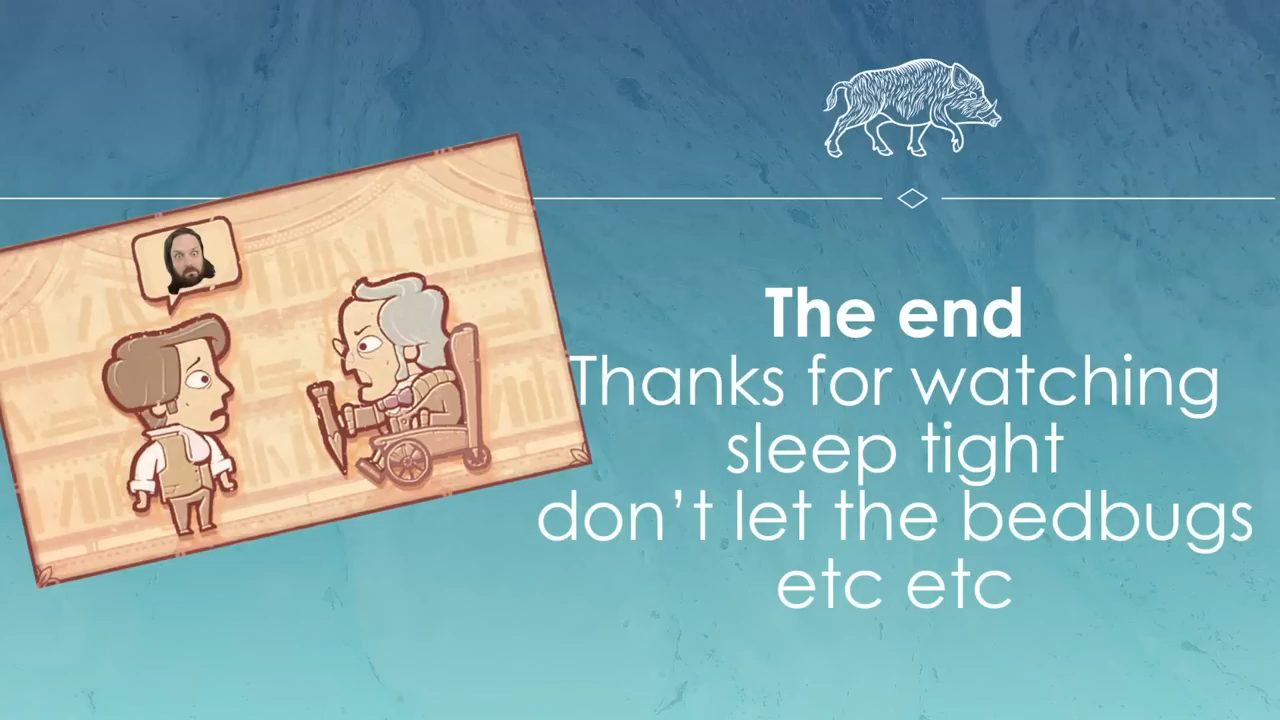 The end
Thanks for watching
sleep tight
don't let the bedbugs
etc etc